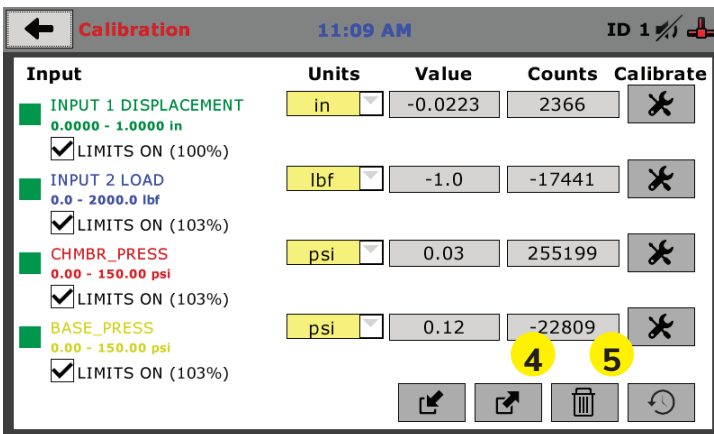 Calibration 11:09 AM ID 1
Input Units Value Counts Calibrate
INPUT 1 DISPLACEMENT in -0.0223 2366
0.0000 - 1.0000 in
LIMITS ON (100%)
INPUT 2 LOAD lbf -1.0 -17441
0.0 - 2000.0 lbf
LIMITS ON (103%)
CHMBR_PRESS psi 0.03 255199
0.00 - 150.00 psi
LIMITS ON (103%)
BASE_PRESS psi 0.12 -22809
0.00 - 150.00 psi
4 5
LIMITS ON (103%)